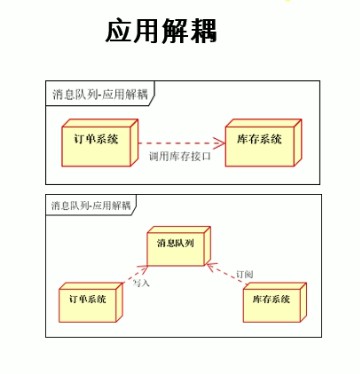 应用解耦
消息队列-应用解耦
订单系统
库存系统
调用库存接口
消息队列-应用解耦
消息队列
写入
订阅
订单系统
库存系统